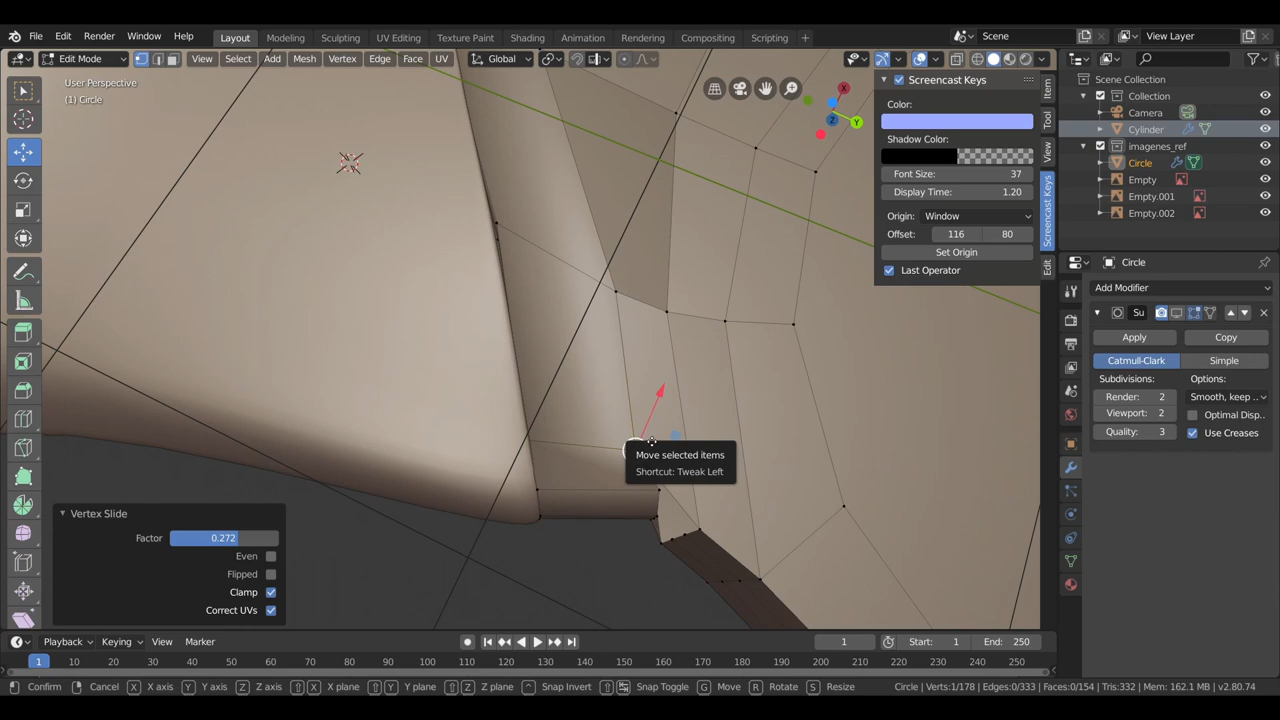 File Edit Render Window Help
Layout Modeling Sculpting UV Editing Texture Paint Shading Animation Rendering Compositing Scripting +
Scene
View Layer
Edit Mode
View Select Add Mesh Vertex Edge Face UV
Global
User Perspective
(1) Circle
X
Y
Z
Screencast Keys
Color:
Shadow Color:
Font Size: 37
Display Time: 1.20
Origin: Window
Offset: 116 80
Set Origin
Last Operator
Item
Tool
View
Screencast Keys
Edit
Scene Collection
Collection
Camera
Cylinder
imagenes_ref
Circle
Empty
Empty.001
Empty.002
Circle
Add Modifier
Su
Apply Copy
Catmull-Clark Simple
Subdivisions: Options:
Render: 2 Smooth, keep ..
Viewport: 2 Optimal Disp..
Quality: 3 Use Creases
Move selected items
Shortcut: Tweak Left
Vertex Slide
Factor 0.272
Even
Flipped
Clamp
Correct UVs
Playback Keying View Marker
1 Start: 1 End: 250
1 10 20 30 40 50 60 70 80 90 100 110 120 130 140 150 160 170 180 190 200 210 220 230 240 250
Confirm Cancel X X axis Y Y axis Z Z axis X X plane Y Y plane Z Z plane Snap Invert Snap Toggle G Move R Rotate S Resize
Circle | Verts:1/178 | Edges:0/333 | Faces:0/154 | Tris:332 | Mem: 162.1 MB | v2.80.74